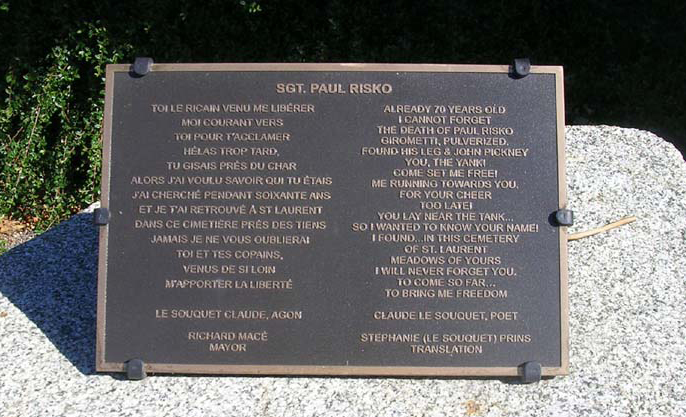 SGT. PAUL RISKO
TOI LE RICAIN VENU ME LIBÉRER
MOI COURANT VERS
TOI POUR T'ACCLAMER
HÉLAS TROP TARD,
TU GISAIS PRÈS DU CHAR
ALORS J'AI VOULU SAVOIR QUI TU ÉTAIS
J'AI CHERCHÉ PENDANT SOIXANTE ANS
ET JE T'AI RETROUVÉ À ST LAURENT
DANS CE CIMETIÈRE PRÉS DES TIENS
JAMAIS JE NE VOUS OUBLIERAI
TOI ET TES COPAINS,
VENUS DE SI LOIN
M'APPORTER LA LIBERTÉ
LE SOUQUET CLAUDE, AGON
RICHARD MACÉ
MAYOR
ALREADY 70 YEARS OLD
I CANNOT FORGET
THE DEATH OF PAUL RISKO
GIROMETTI, PULVERIZED.
FOUND HIS LEG & JOHN PICKNEY
YOU, THE YANK!
COME SET ME FREE!
ME RUNNING TOWARDS YOU.
FOR YOUR CHEER
TOO LATE!
YOU LAY NEAR THE TANK...
SO I WANTED TO KNOW YOUR NAME!
I FOUND...IN THIS CEMETERY
OF ST. LAURENT
MEADOWS OF YOURS
I WILL NEVER FORGET YOU.
TO COME SO FAR...
TO BRING ME FREEDOM
CLAUDE LE SOUQUET, POET
STEPHANIE (LE SOUQUET) PRINS
TRANSLATION